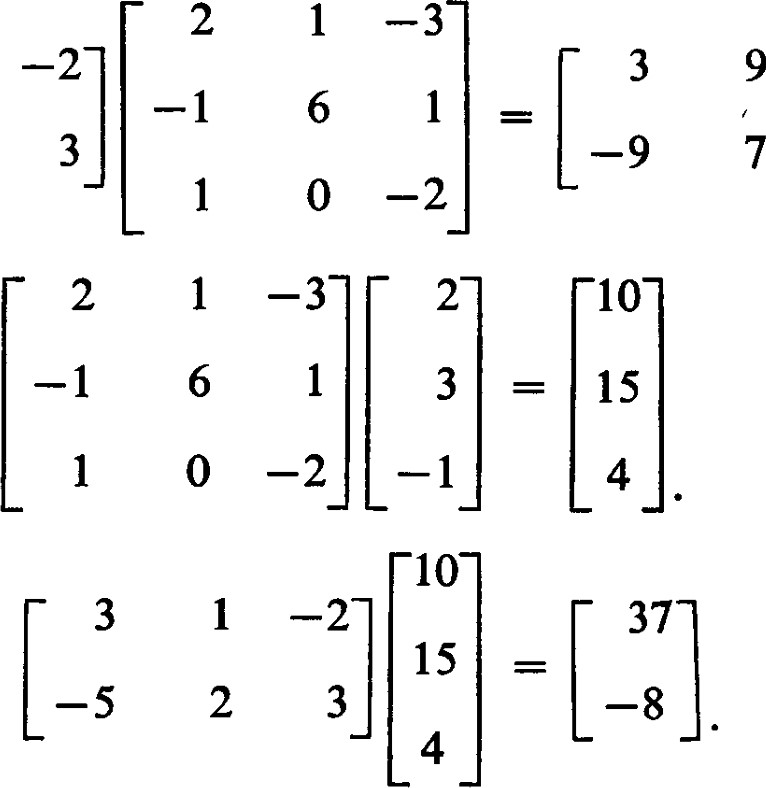 2 1 −3
−2] [−1 6 1] = [3 9
3] 1 0 −2 −9 7
[2 1 −3] [2] = [10]
[−1 6 1] [3] [15]
[1 0 −2] [−1] [4].
[3 1 −2] [10] = [37]
[−5 2 3] [15] [−8].
[4]